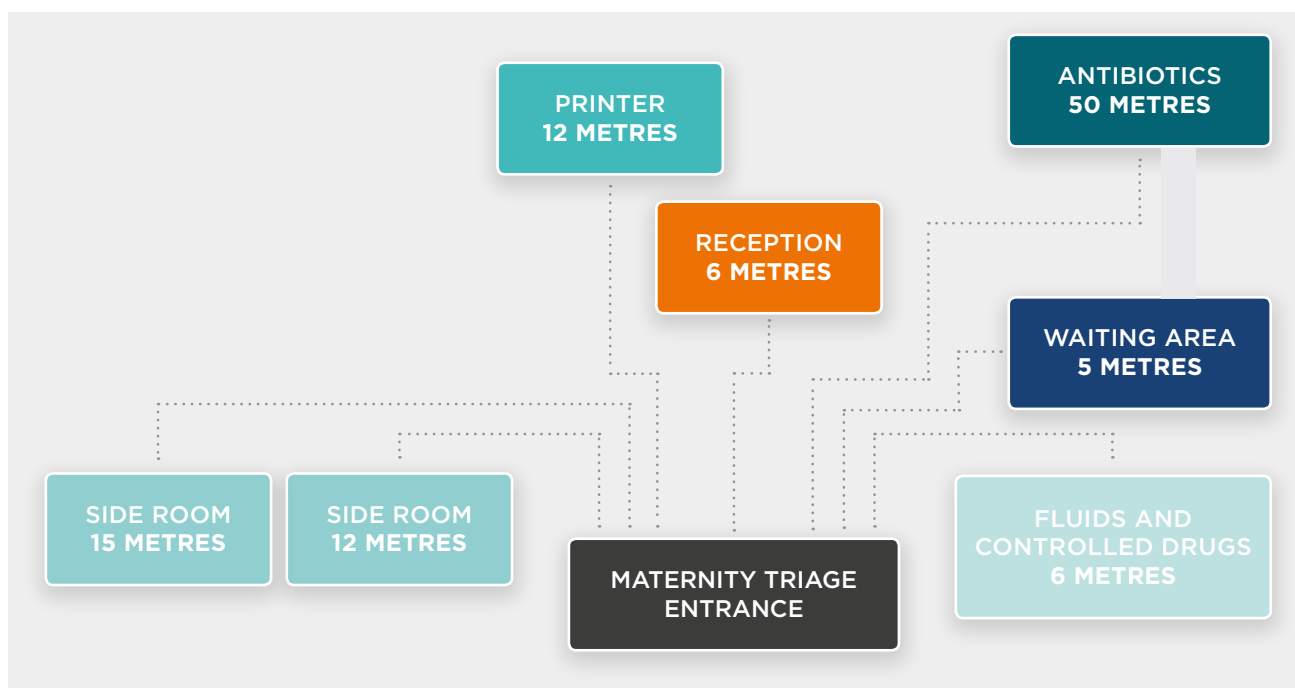 ANTIBIOTICS
50 METRES
PRINTER
12 METRES
RECEPTION
6 METRES
WAITING AREA
5 METRES
SIDE ROOM
15 METRES
SIDE ROOM
12 METRES
FLUIDS AND
CONTROLLED DRUGS
6 METRES
MATERNITY TRIAGE
ENTRANCE